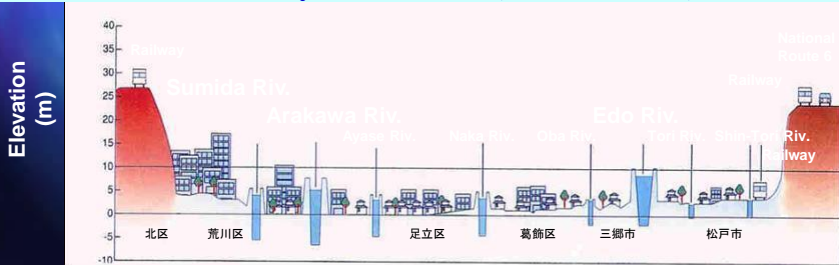 Elevation
(m)
40
35
30
25
20
15
10
5
0
-5
-10
Railway
Sumida Riv.
Arakawa Riv.
Ayase Riv.
Naka Riv.
Oba Riv.
Edo Riv.
Tori Riv.
Shin-Tori Riv.
Railway
National
Route 6
Railway
北区
荒川区
足立区
葛飾区
三郷市
松戸市